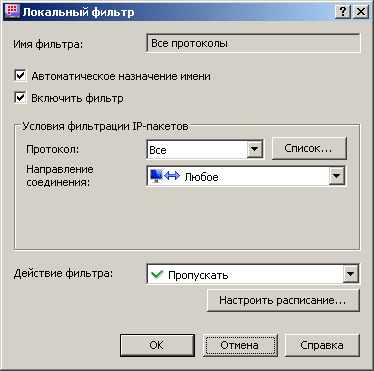 Локальный фильтр
Имя фильтра: Все протоколы
Автоматическое назначение имени
Включить фильтр
Условия фильтрации IP-пакетов
Протокол: Все Список...
Направление
соединения: Любое
Действие фильтра: Пропускать
Настроить расписание...
OK Отмена Справка